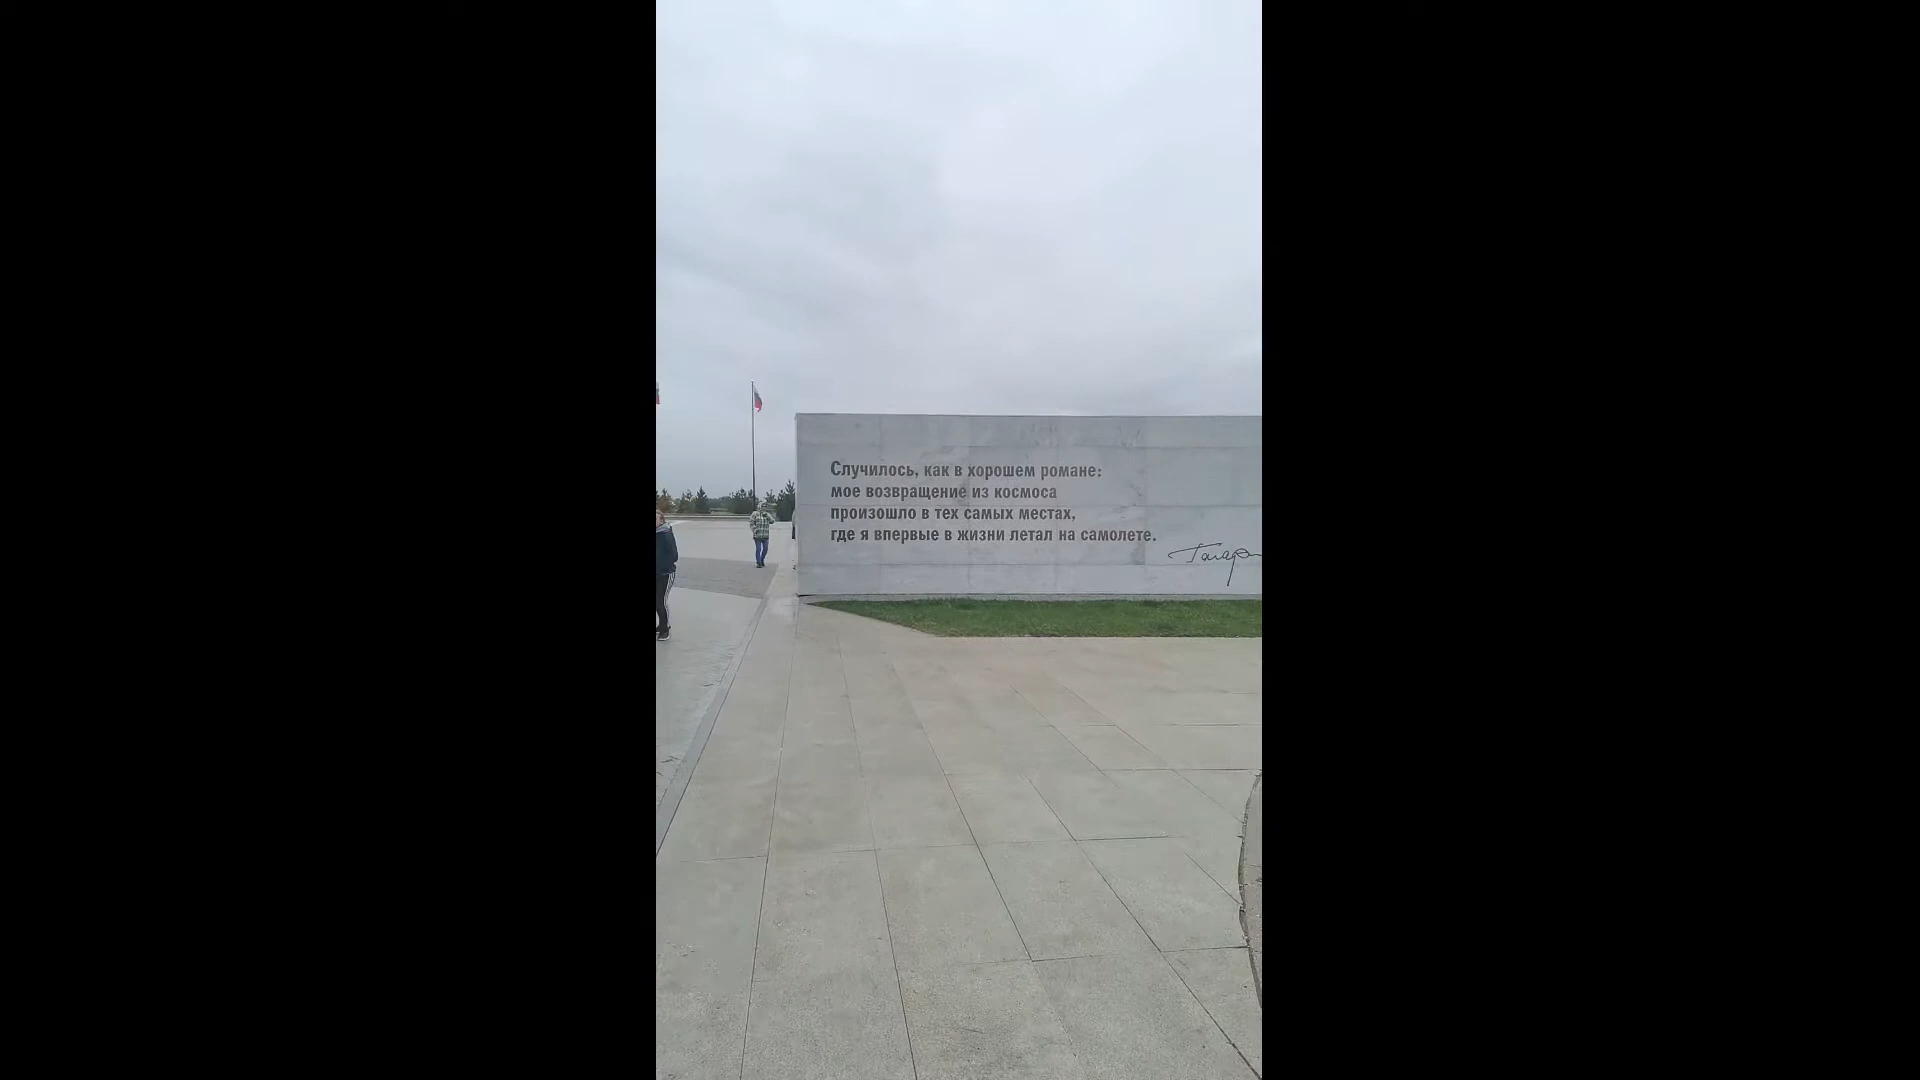 Случилось, как в хорошем романе:
мое возвращение из космоса
произошло в тех самых местах,
где я впервые в жизни летал на самолете.